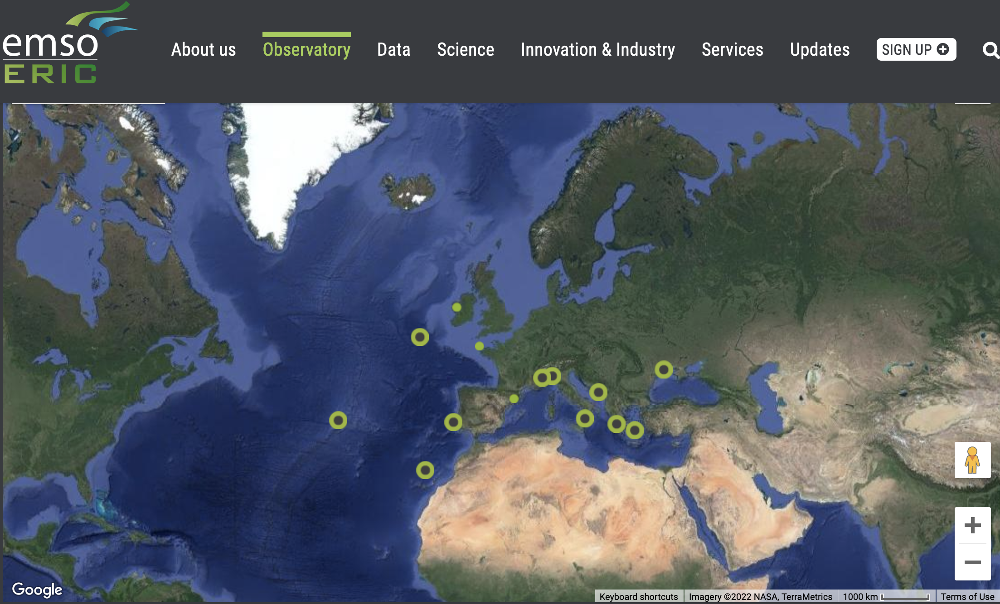 emso
ERIC
About us
Observatory
Data
Science
Innovation & Industry
Services
Updates
SIGN UP
Google
Keyboard shortcuts
Imagery ©2022 NASA, TerraMetrics
1000 km
Terms of Use